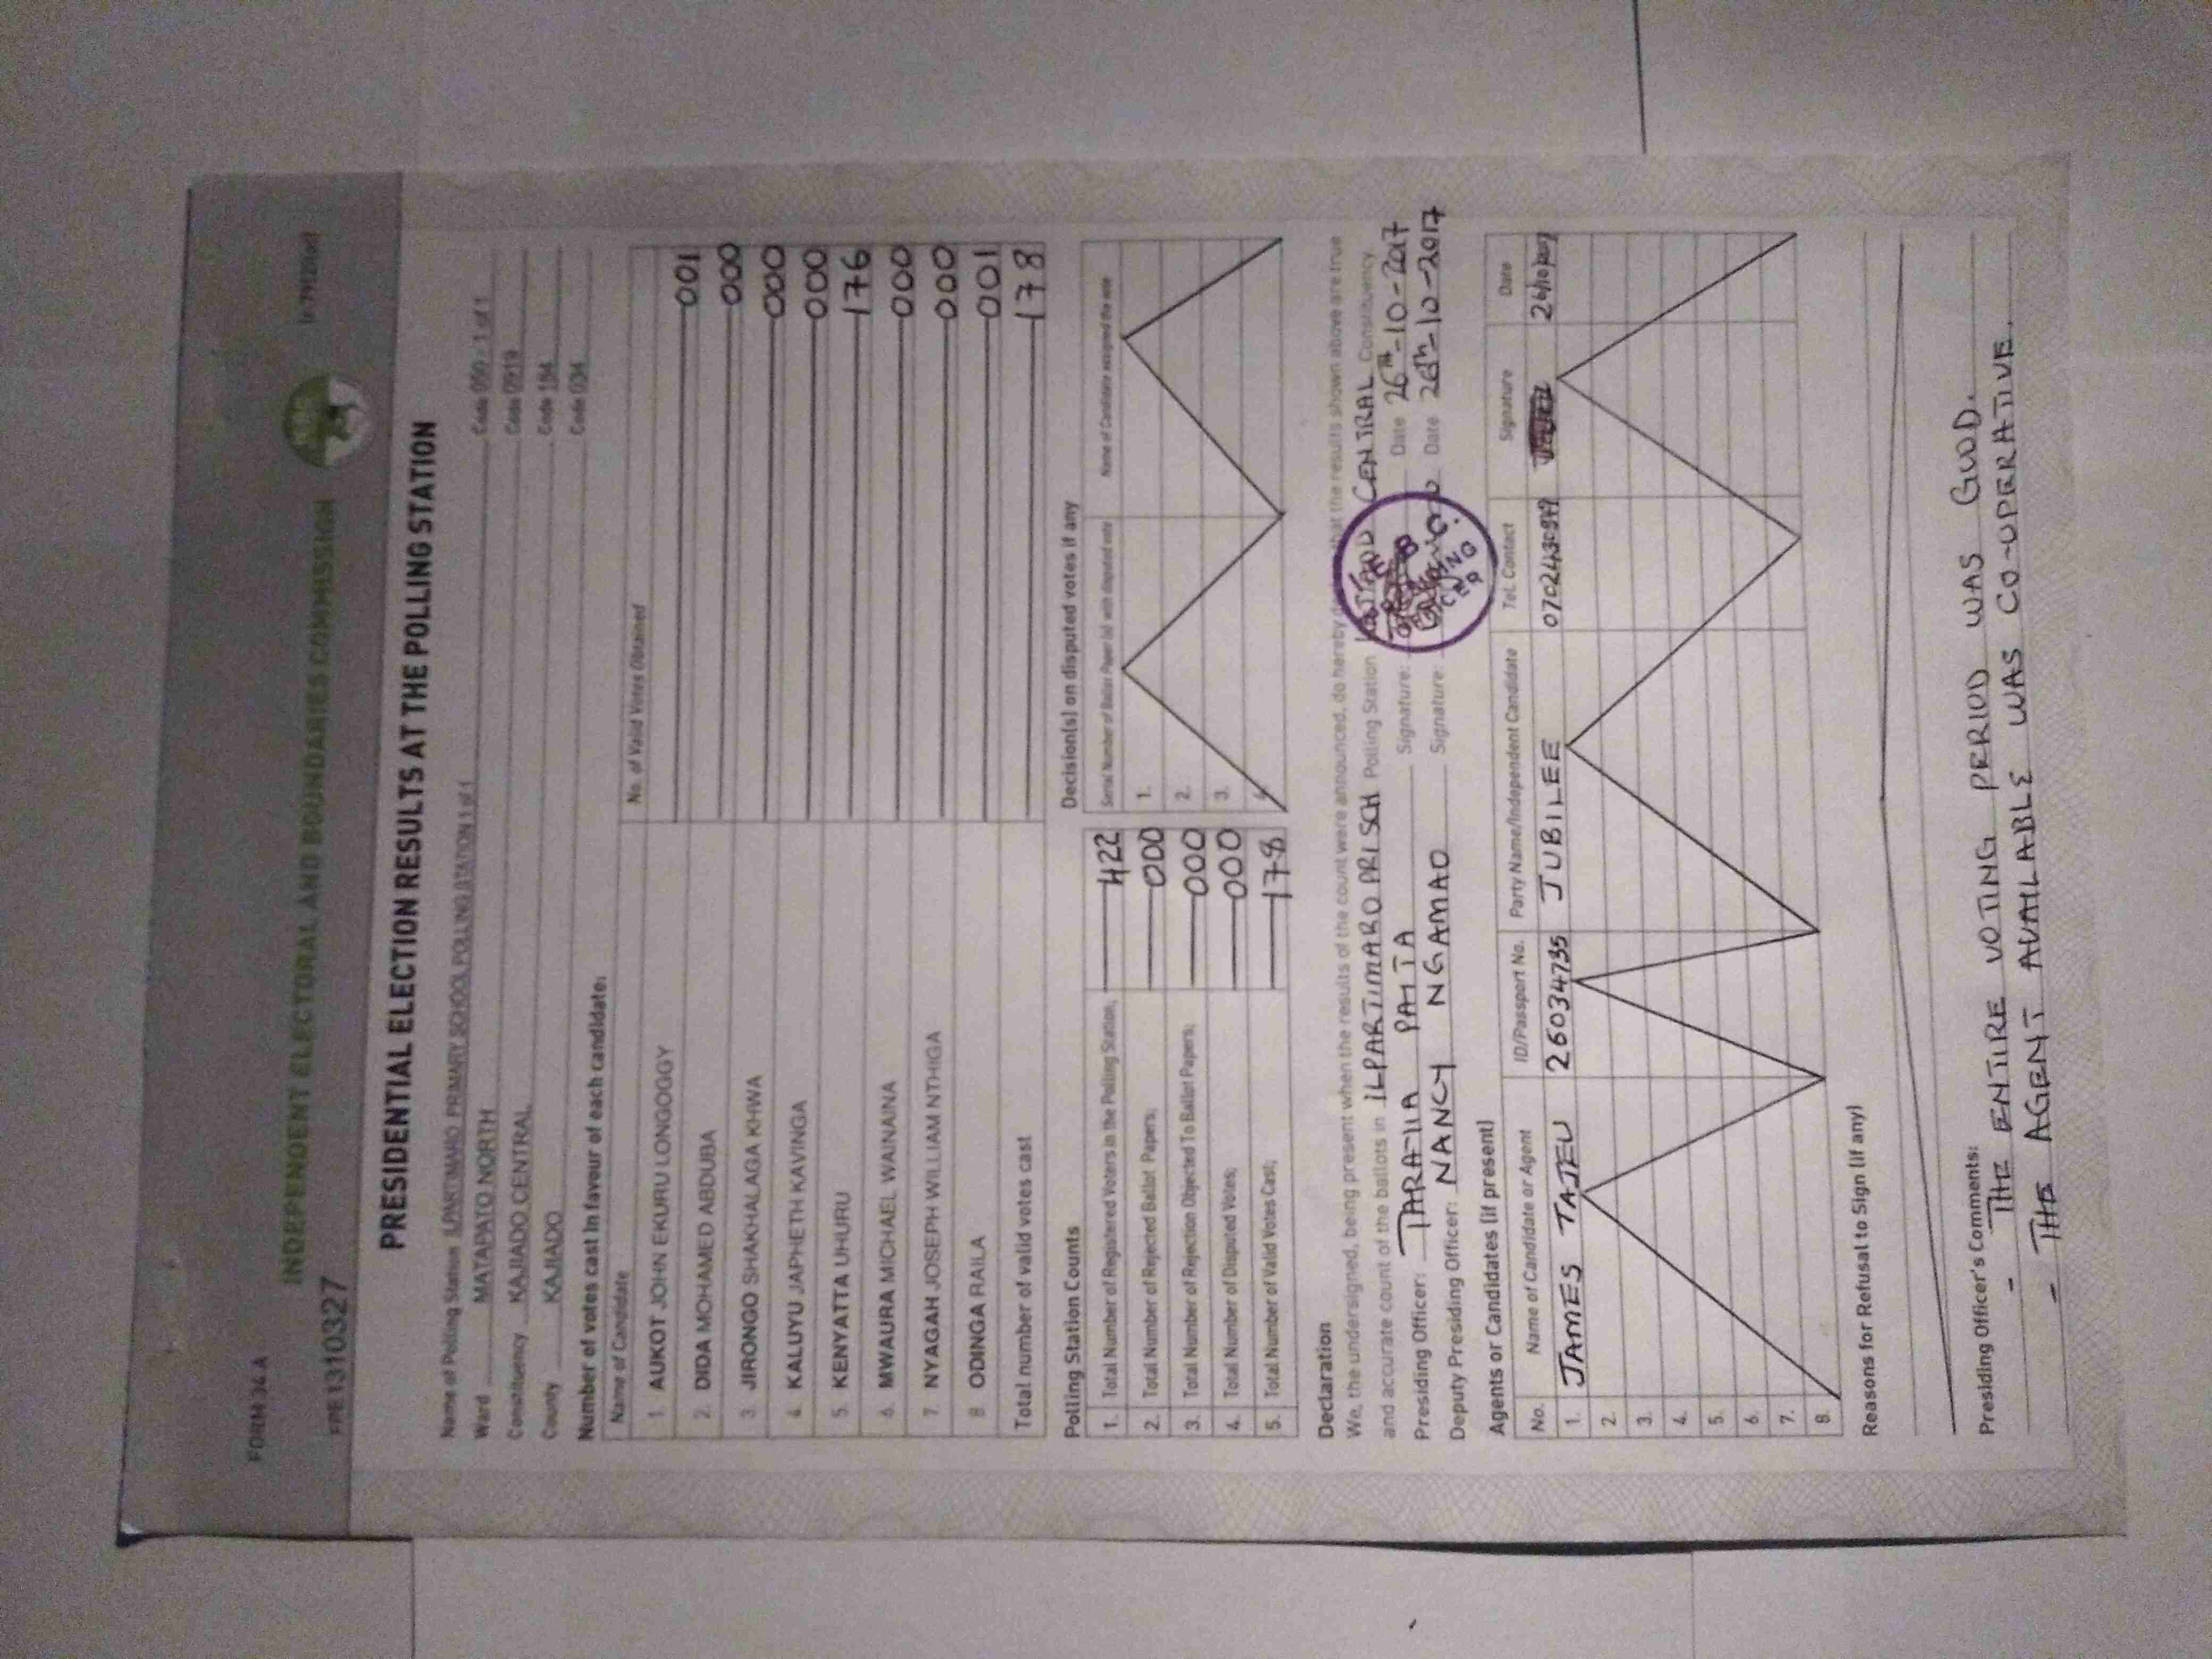 FORM 34A
INDEPENDENT ELECTORAL AND BOUNDARIES COMMISSION
FPE1310327
PRESIDENTIAL ELECTION RESULTS AT THE POLLING STATION
Name of Polling Station ILPARTIMARO PRIMARY SCHOOL POLLING STATION 1 of 1 Code 050 - 1 of 1
Ward MATAPATO NORTH Code 0919
Constituency KAJIADO CENTRAL Code 184
County KAJIADO Code 034
Number of votes cast in favour of each candidate:
Name of Candidate No. of Valid Votes Obtained
1. AUKOT JOHN EKURU LONGOGGY 001
2. DIDA MOHAMED ABDUBA 000
3. JIRONGO SHAKHALAGA KHWA 000
4. KALUYU JAPHETH KAVINGA 000
5. KENYATTA UHURU 176
6. MWAURA MICHAEL WAINAINA 000
7. NYAGAH JOSEPH WILLIAM NTHIGA 000
8. ODINGA RAILA 001
Total number of valid votes cast 178
Polling Station Counts
1. Total Number of Registered Voters in the Polling Station; 422
2. Total Number of Rejected Ballot Papers; 000
3. Total Number of Rejection Objected To Ballot Papers; 000
4. Total Number of Disputed Votes; 000
5. Total Number of Valid Votes Cast; 178
Decision(s) on disputed votes if any
Serial Number of Ballot Paper (s) with disputed vote Name of Candidate assigned the vote
1.
2.
3.
4.
Declaration
We, the undersigned, being present when the results of the count were announced, do hereby that the results shown above are true
and accurate count of the ballots in ILPARTIMARO PRI SCH Polling Station CENTRAL Constituency
Presiding Officer: TARAIIA PAITA Signature: Date 26TH-10-2017
Deputy Presiding Officer: NANCY NGAMAO Signature: Date 26TH-10-2017
Agents or Candidates (if present)
No. Name of Candidate or Agent ID/Passport No. Party Name/Independent Candidate Tel. Contact Signature Date
1. JAMES TAJEU 26034735 JUBILEE 26/10/2017
2.
3.
4.
5.
6.
7.
8.
Reasons for Refusal to Sign (if any)
Presiding Officer's Comments:
- THE ENTIRE VOTING PERIOD WAS GOOD.
- THE AGENT AVAILABLE WAS CO-OPERATIVE.